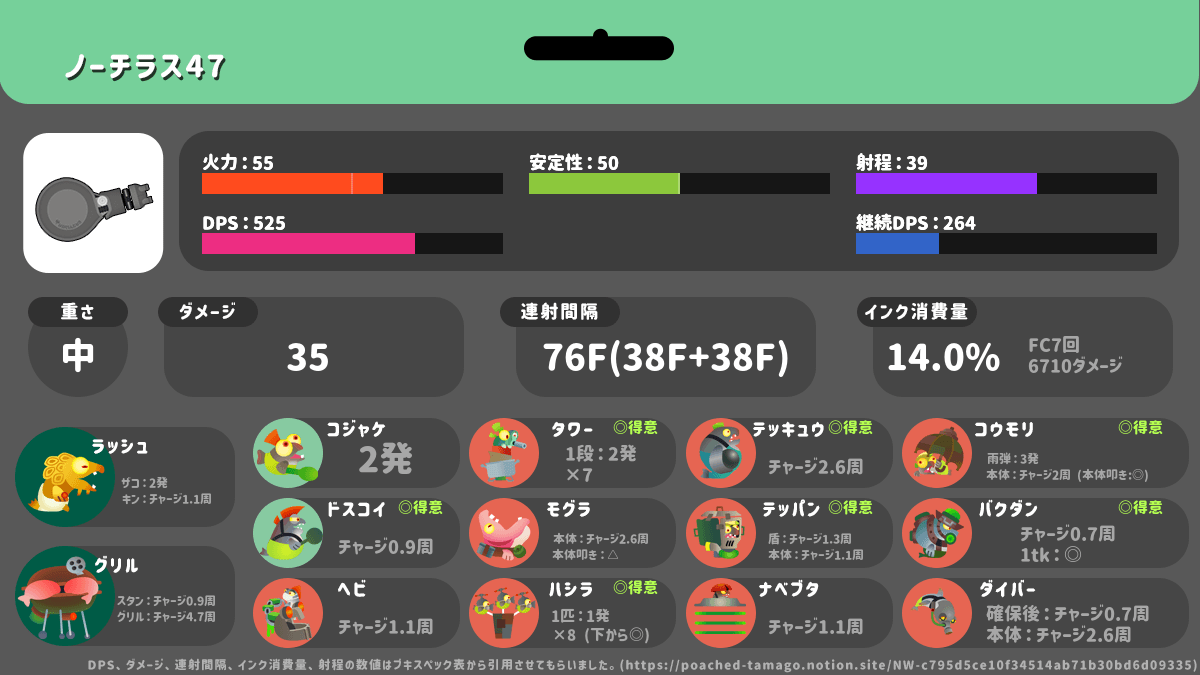 ノーチラス47
火力：55
安定性：50
射程：39
DPS：525
継続DPS：264
重さ
中
ダメージ
35
連射間隔
76F(38F+38F)
インク消費量
14.0%
FC7回
6710ダメージ
ラッシュ
ザコ：2発
キン：チャージ1.1周
グリル
スタン：チャージ0.9周
グリル：チャージ4.7周
コジャケ
2発
タワー ◎得意
1段：2発
×7
テッキュウ ◎得意
チャージ2.6周
コウモリ ◎得意
雨弾：3発
本体：チャージ2周 (本体叩き:◎)
ドスコイ ◎得意
チャージ0.9周
モグラ
本体：チャージ2.6周
本体叩き：△
テッパン ◎得意
盾：チャージ1.3周
本体：チャージ1.1周
バクダン ◎得意
チャージ0.7周
1tk：◎
ヘビ
チャージ1.1周
ハシラ ◎得意
1匹：1発
×8 (下から◎)
ナベブタ
チャージ1.1周
ダイバー
確保後：チャージ0.7周
本体：チャージ2.6周
DPS、ダメージ、連射間隔、インク消費量、射程の数値はブキスペック表から引用させてもらいました。(https://poached-tamago.notion.site/NW-c795d5ce10f34514ab71b30bd6d09335)